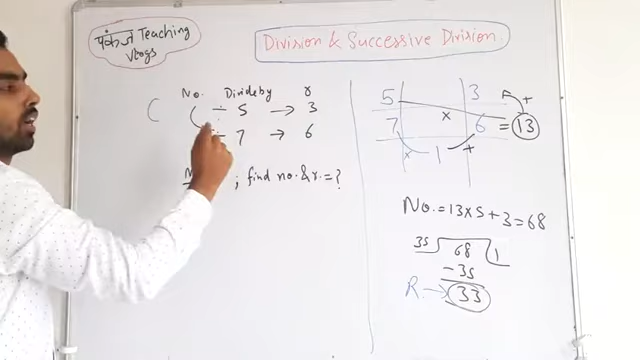 पंकज Teaching
Vlogs
Division & Successive Division
No. Divide by r
( ( ÷ 5 → 3
÷ 7 → 6
; find no. & r. = ?
5 3 +
x
7 6 = 13
x 1 +
No. = 13 x 5 + 3 = 68
35 68 1
- 35
R. → 33